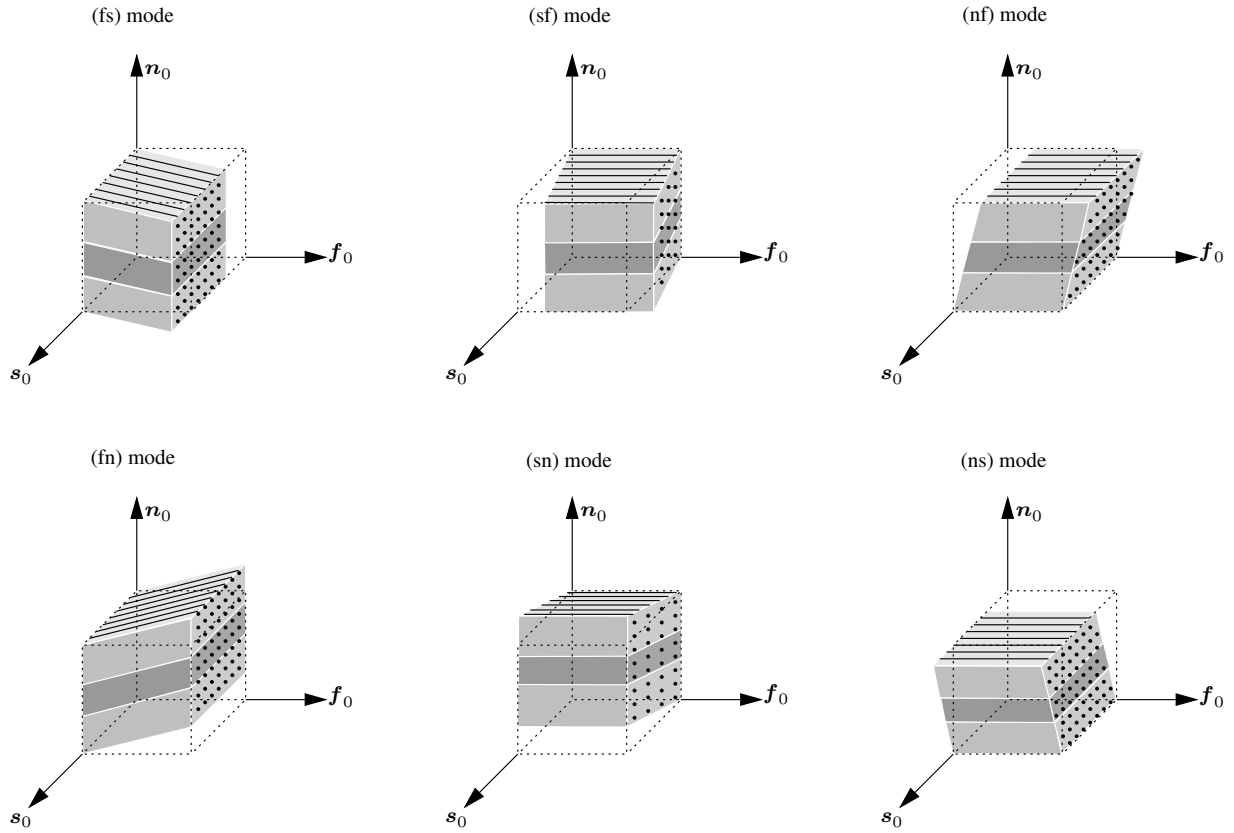 (fs) mode
(sf) mode
(nf) mode
n₀
n₀
n₀
f₀
f₀
f₀
s₀
s₀
s₀
(fn) mode
(sn) mode
(ns) mode
n₀
n₀
n₀
f₀
f₀
f₀
s₀
s₀
s₀